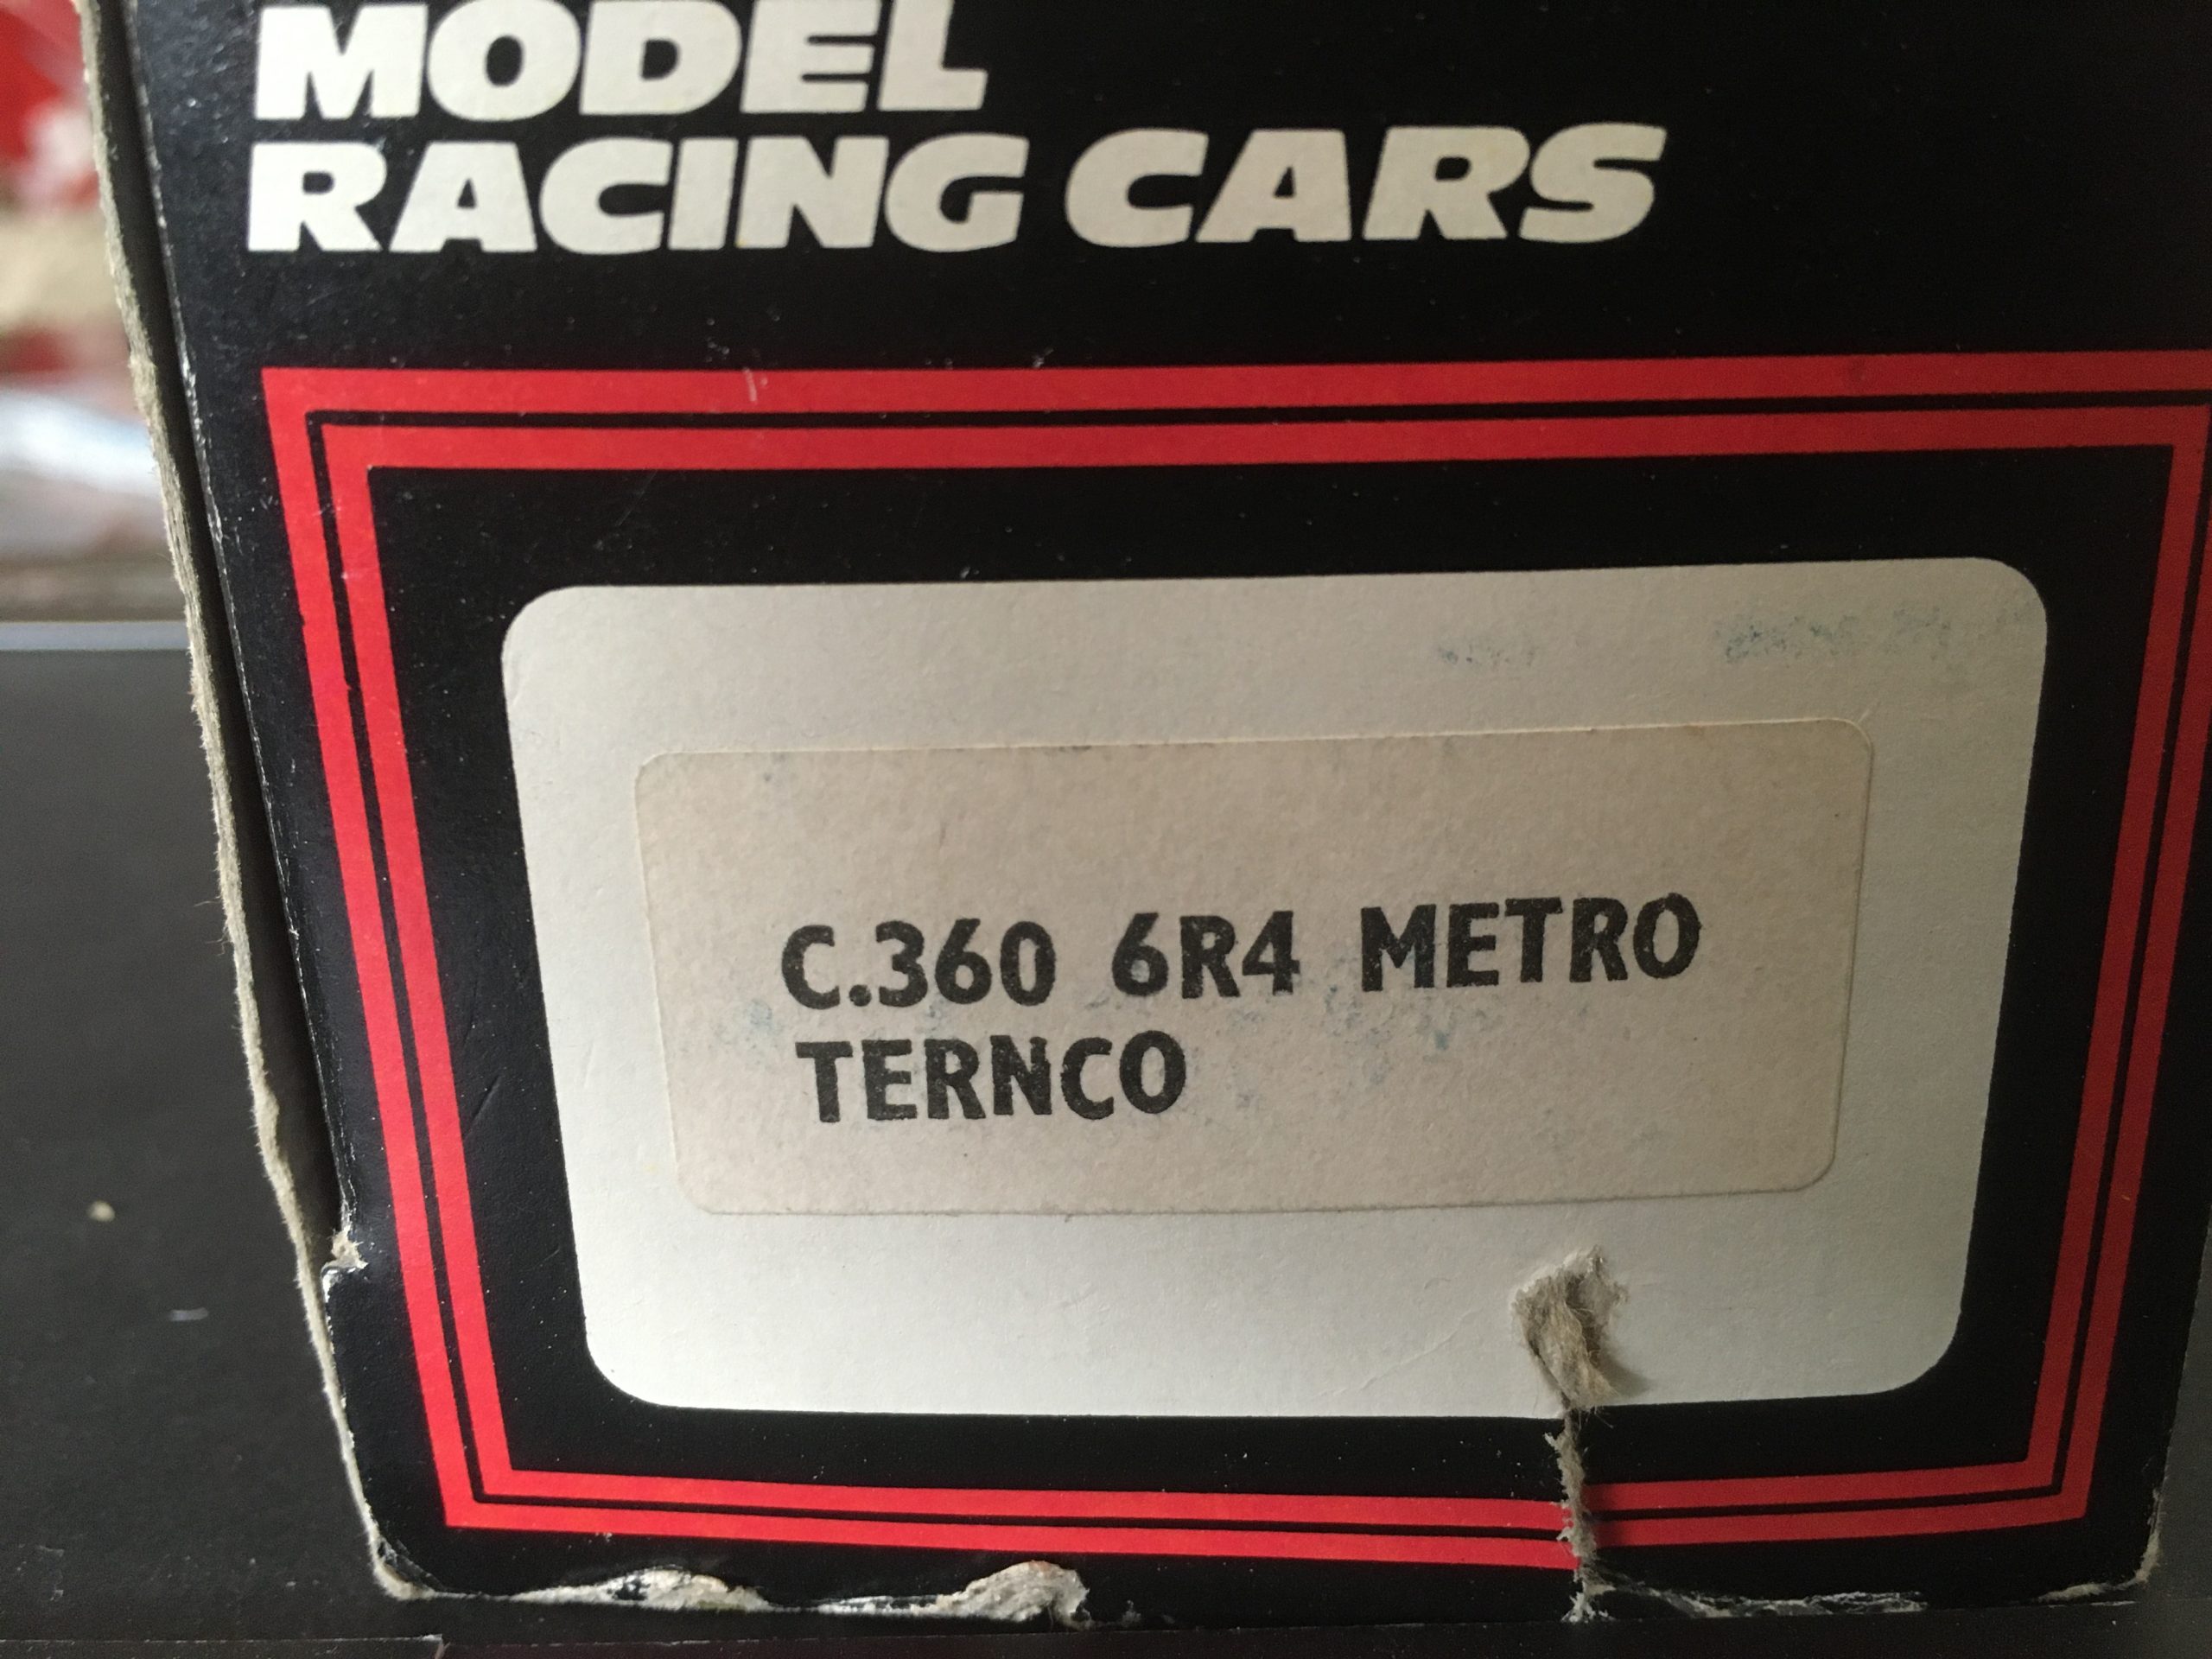 MODEL
RACING CARS
C.360 6R4 METRO
TERNCO